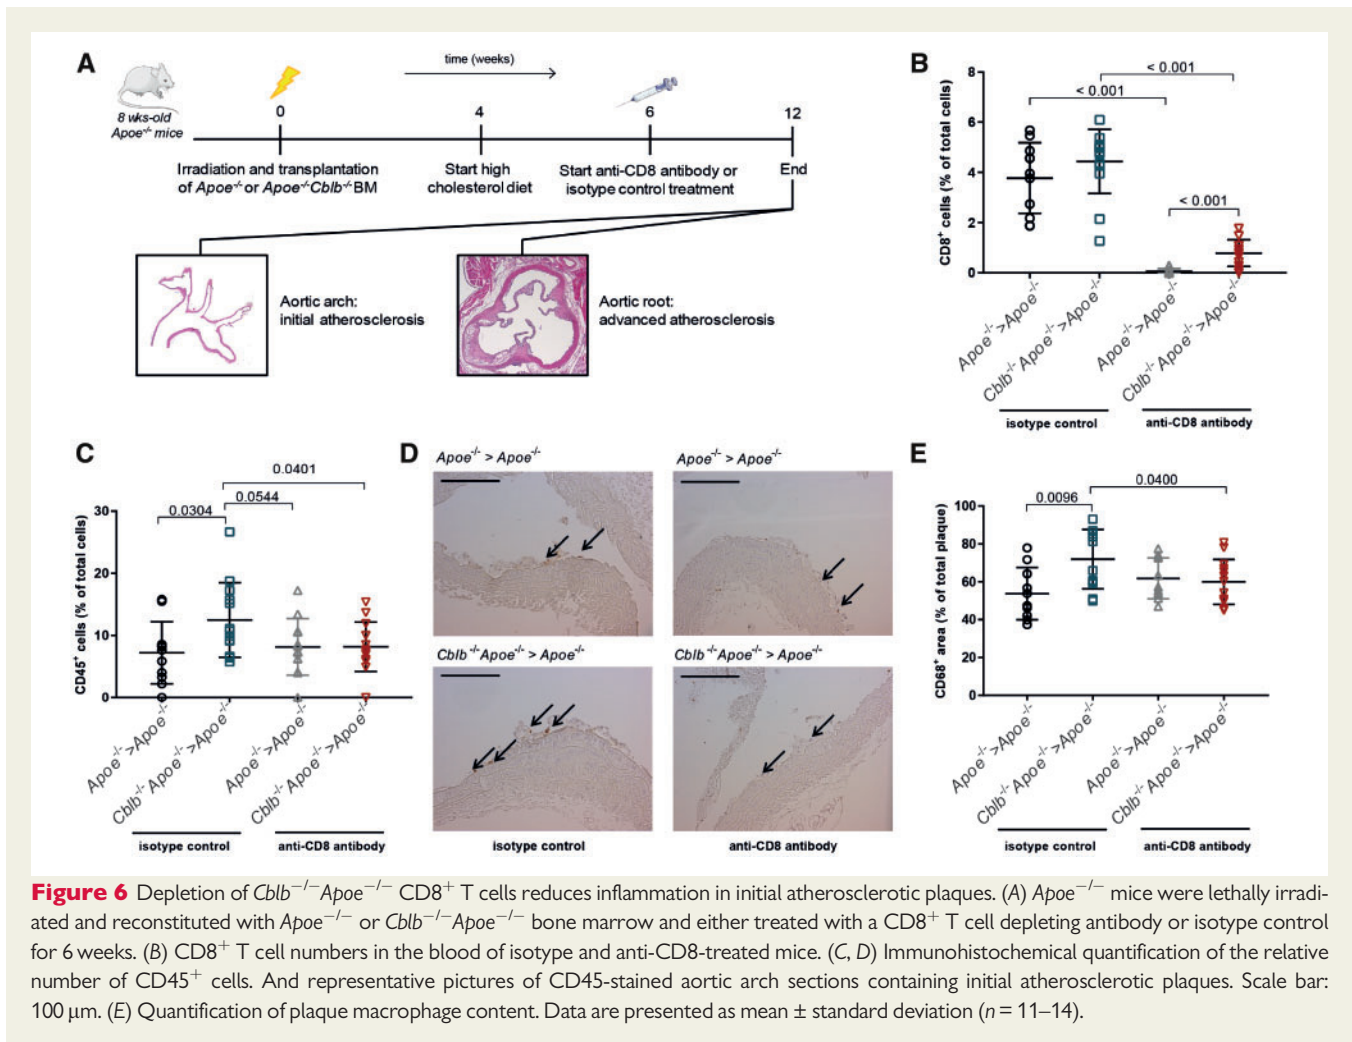 A
time (weeks)
8 wks-old
Apoe-/- mice
0
4
6
12
Irradiation and transplantation
of Apoe-/- or Apoe-/-Cblb-/-BM
Start high
cholesterol diet
Start anti-CD8 antibody or
isotype control treatment
End
Aortic arch:
initial atherosclerosis
Aortic root:
advanced atherosclerosis
B
CD8+ cells (% of total cells)
8
6
4
2
0
< 0.001
< 0.001
< 0.001
Apoe-/->Apoe-/-
Cblb-/-Apoe-/->Apoe-/-
Apoe-/->Apoe-/-
Cblb-/-Apoe-/->Apoe-/-
isotype control
anti-CD8 antibody
C
CD45+ cells (% of total cells)
30
20
10
0
0.0401
0.0544
0.0304
Apoe-/->Apoe-/-
Cblb-/-Apoe-/->Apoe-/-
Apoe-/->Apoe-/-
Cblb-/-Apoe-/->Apoe-/-
isotype control
anti-CD8 antibody
D
Apoe-/- > Apoe-/-
Apoe-/- > Apoe-/-
Cblb-/-Apoe-/- > Apoe-/-
Cblb-/-Apoe-/- > Apoe-/-
isotype control
anti-CD8 antibody
E
CD68+ area (% of total plaque)
100
80
60
40
20
0
0.0096
0.0400
Apoe-/->Apoe-/-
Cblb-/-Apoe-/->Apoe-/-
Apoe-/->Apoe-/-
Cblb-/-Apoe-/->Apoe-/-
isotype control
anti-CD8 antibody
Figure 6 Depletion of Cblb−/−Apoe−/− CD8+ T cells reduces inflammation in initial atherosclerotic plaques. (A) Apoe−/− mice were lethally irradi-
ated and reconstituted with Apoe−/− or Cblb−/−Apoe−/− bone marrow and either treated with a CD8+ T cell depleting antibody or isotype control
for 6 weeks. (B) CD8+ T cell numbers in the blood of isotype and anti-CD8-treated mice. (C, D) Immunohistochemical quantification of the relative
number of CD45+ cells. And representative pictures of CD45-stained aortic arch sections containing initial atherosclerotic plaques. Scale bar:
100 μm. (E) Quantification of plaque macrophage content. Data are presented as mean ± standard deviation (n = 11–14).